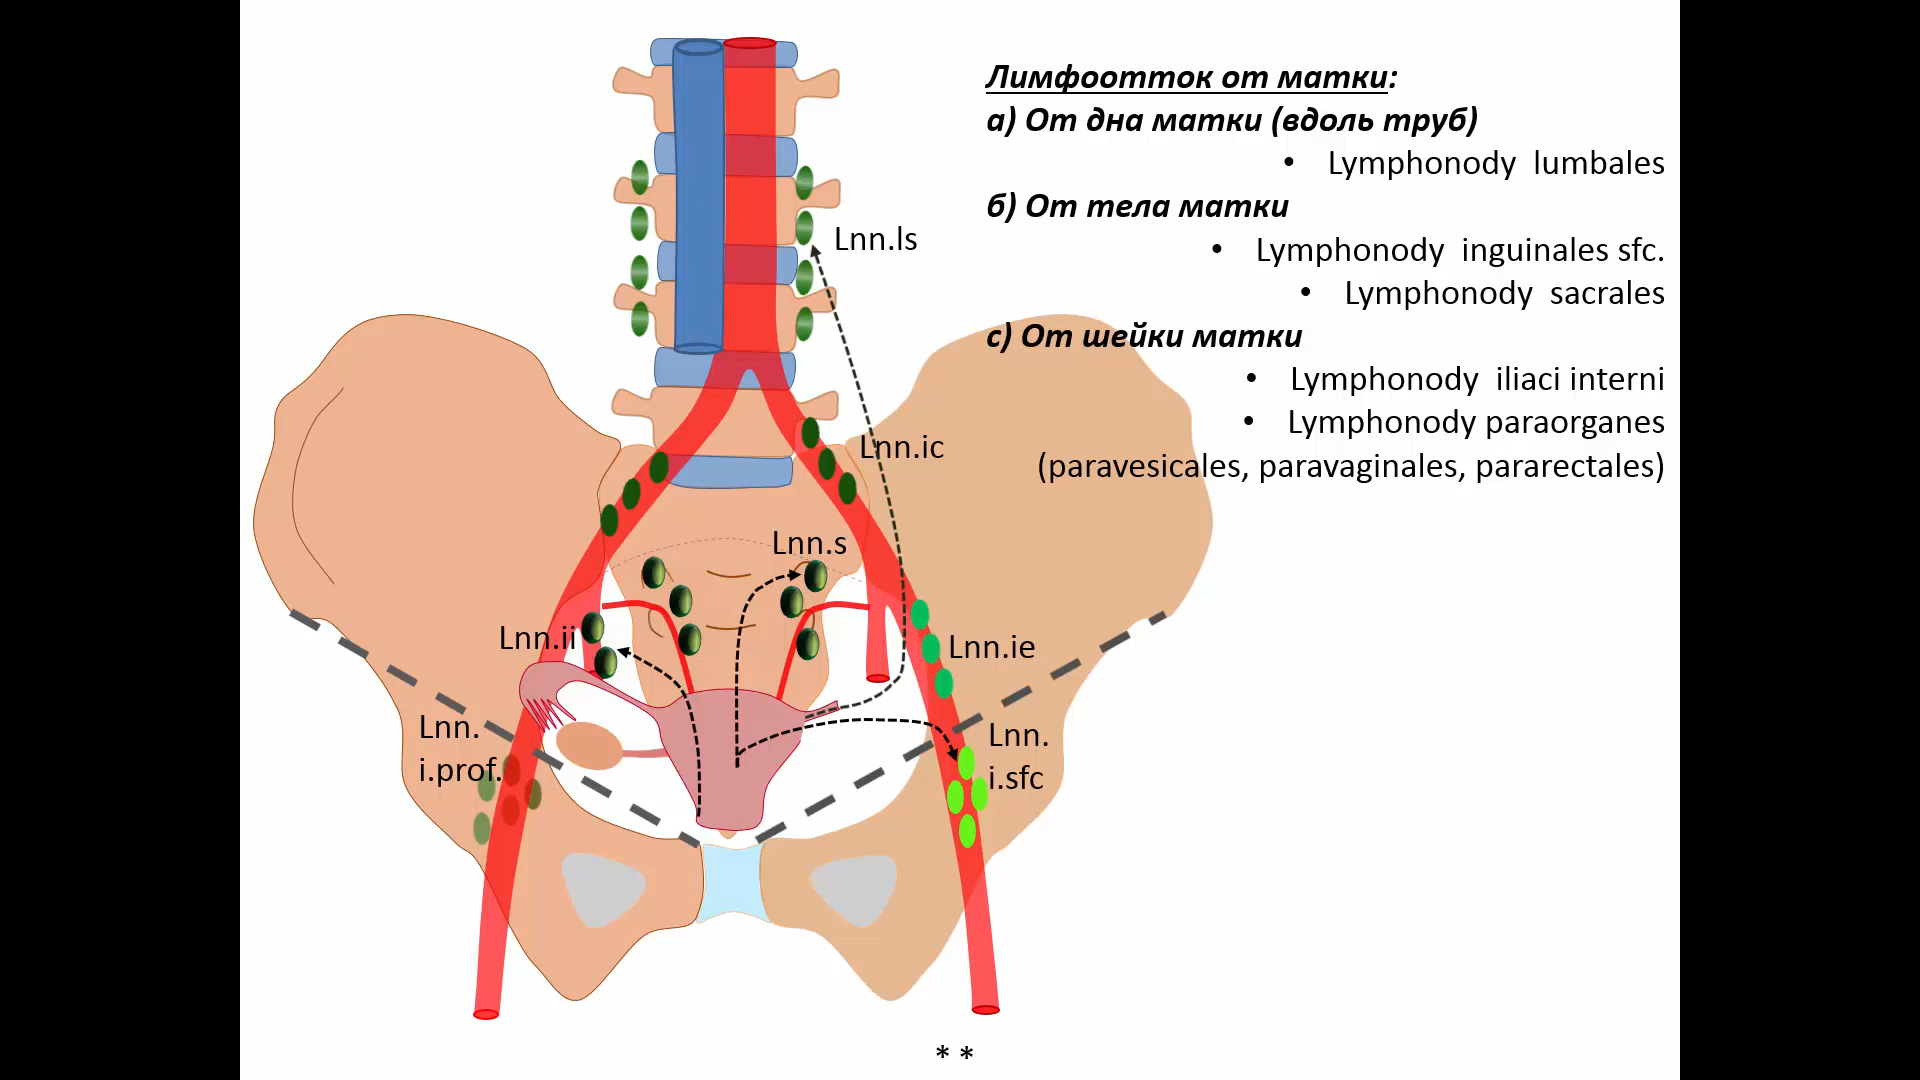 Лимфоотток от матки:
а) От дна матки (вдоль труб)
• Lymphonody lumbales
б) От тела матки
• Lymphonody inguinales sfc.
• Lymphonody sacrales
с) От шейки матки
• Lymphonody iliaci interni
• Lymphonody paraorganes
(paravesicales, paravaginales, pararectales)
Lnn.ls
Lnn.ic
Lnn.s
Lnn.ii
Lnn.ie
Lnn.
i.prof.
Lnn.
i.sfc
* *